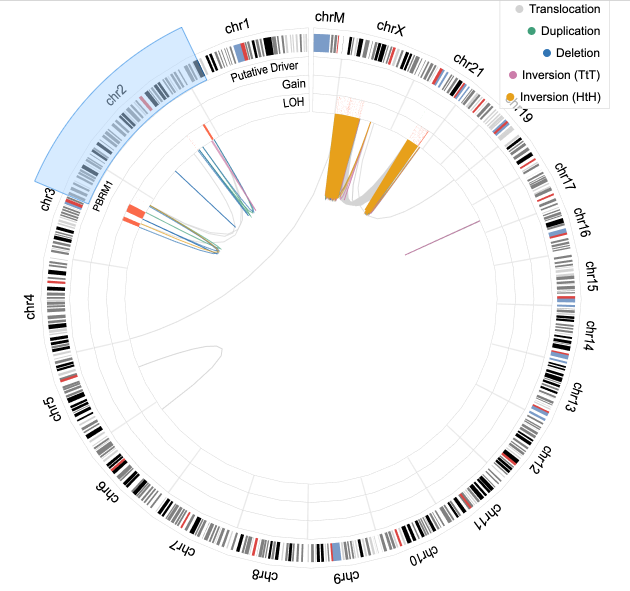 Translocation
Duplication
Deletion
Inversion (TtT)
Inversion (HtH)
chrM
chrX
chr21
chr19
chr17
chr16
chr15
chr14
chr13
chr12
chr11
chr10
chr9
chr8
chr7
chr6
chr5
chr4
chr3
chr2
chr1
Putative Driver
Gain
LOH
PBRM1